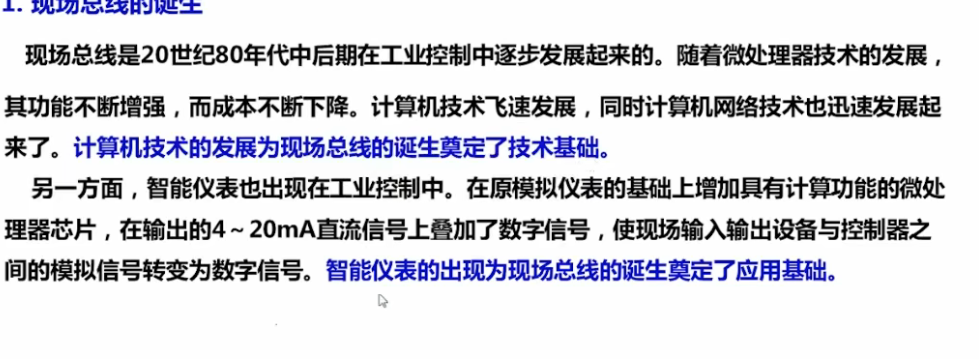 1. 现场总线的诞生
现场总线是20世纪80年代中后期在工业控制中逐步发展起来的。随着微处理器技术的发展，
其功能不断增强，而成本不断下降。计算机技术飞速发展，同时计算机网络技术也迅速发展起
来了。计算机技术的发展为现场总线的诞生奠定了技术基础。
另一方面，智能仪表也出现在工业控制中。在原模拟仪表的基础上增加具有计算功能的微处
理器芯片，在输出的4～20mA直流信号上叠加了数字信号，使现场输入输出设备与控制器之
间的模拟信号转变为数字信号。智能仪表的出现为现场总线的诞生奠定了应用基础。